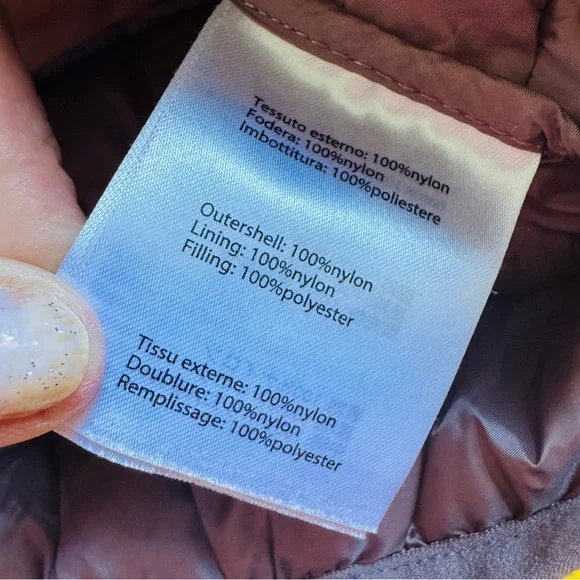 Tessuto esterno: 100%nylon
Fodera: 100%nylon
Imbottitura: 100%poliestere
Outershell: 100%nylon
Lining: 100%nylon
Filling: 100%polyester
Tissu externe: 100%nylon
Doublure: 100%nylon
Remplissage: 100%polyester